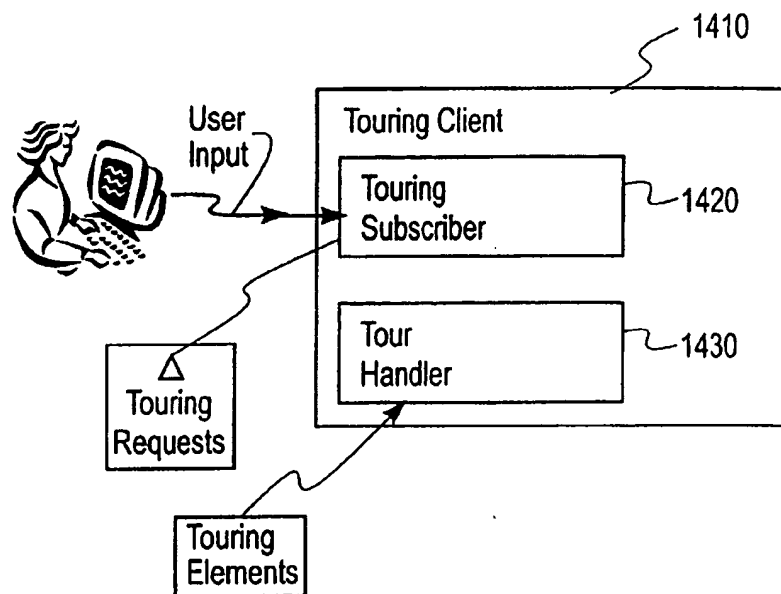 1410
User
Input
Touring Client
Touring
Subscriber
1420
Tour
Handler
1430
Touring
Requests
Touring
Elements